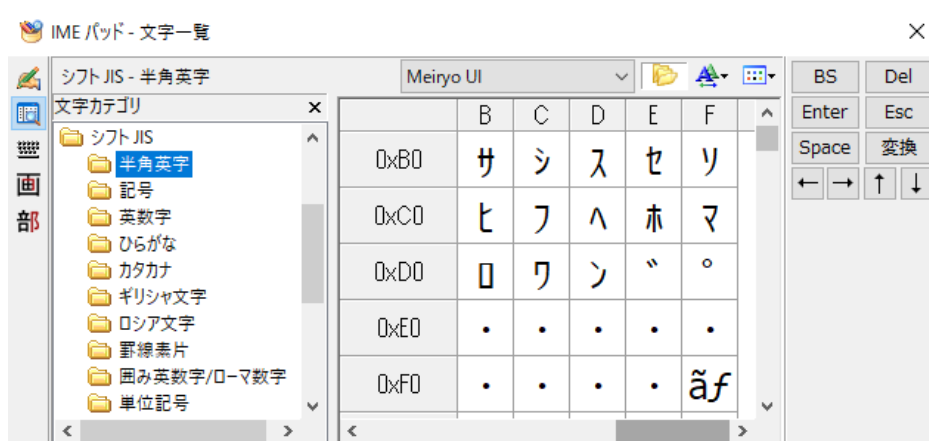 IME パッド - 文字一覧
シフト JIS - 半角英字
Meiryo UI
BS Del
文字カテゴリ
Enter Esc
Space 変換
← → ↑ ↓
画
部
シフト JIS
半角英字
記号
英数字
ひらがな
カタカナ
ギリシャ文字
ロシア文字
罫線素片
囲み英数字/ローマ数字
単位記号
B C D E F
0xB0 ｻ ｼ ｽ ｾ ｿ
0xC0 ﾋ ﾌ ﾍ ﾎ ﾏ
0xD0 ﾛ ﾜ ﾝ ﾞ ﾟ
0xE0 ・ ・ ・ ・ ・
0xF0 ・ ・ ・ ・ ãƒ